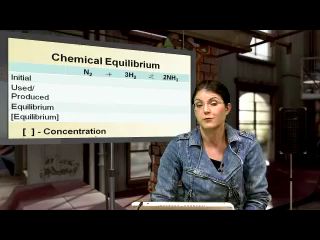 Chemical Equilibrium
N₂ + 3H₂ ⇌ 2NH₃
Initial
Used/
Produced
Equilibrium
[Equilibrium]
[ ] - Concentration